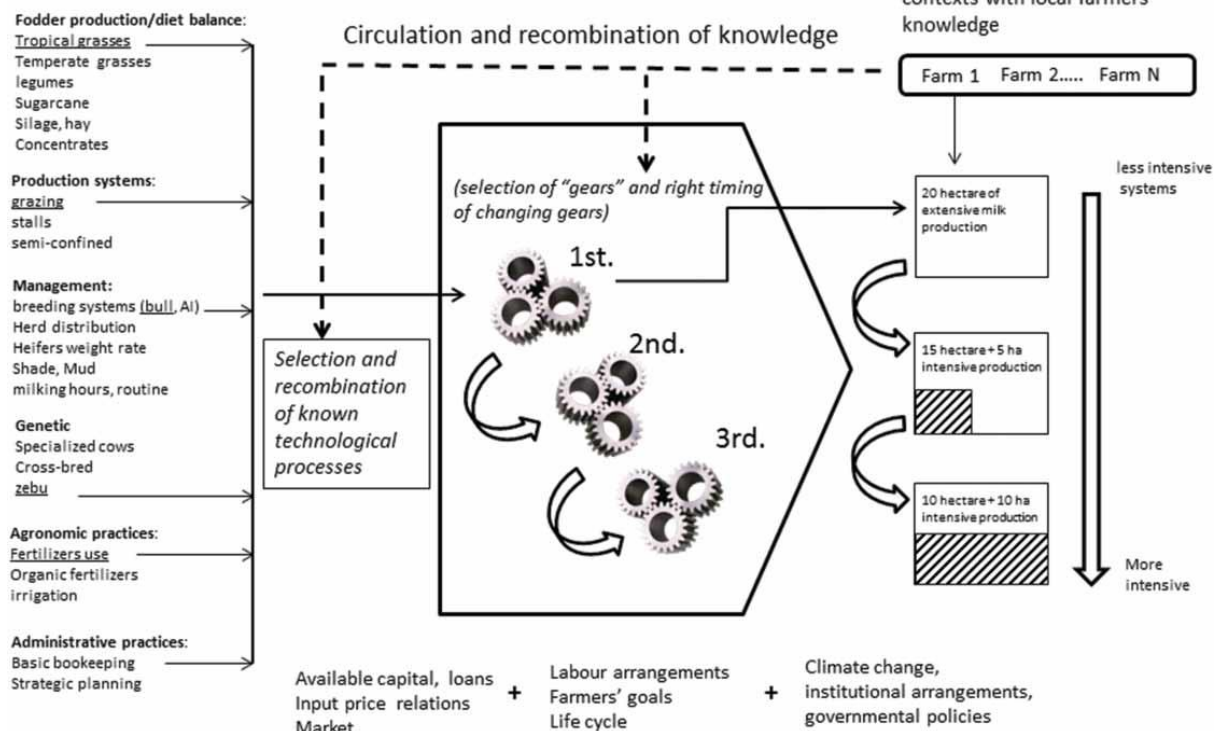 Fodder production/diet balance:
Tropical grasses
Temperate grasses
legumes
Sugarcane
Silage, hay
Concentrates
Production systems:
grazing
stalls
semi-confined
Management:
breeding systems (bull, AI)
Herd distribution
Heifers weight rate
Shade, Mud
milking hours, routine
Genetic
Specialized cows
Cross-bred
zebu
Agronomic practices:
Fertilizers use
Organic fertilizers
irrigation
Administrative practices:
Basic bookeeping
Strategic planning
Circulation and recombination of knowledge
Selection and
recombination
of known
technological
processes
(selection of “gears” and right timing
of changing gears)
1st.
2nd.
3rd.
contexts with local farmers
knowledge
Farm 1 Farm 2..... Farm N
20 hectare of
extensive milk
production
15 hectare + 5 ha
intensive production
10 hectare + 10 ha
intensive production
less intensive
systems
More
intensive
Available capital, loans
Input price relations
Market
+
Labour arrangements
Farmers’ goals
Life cycle
+
Climate change,
institutional arrangements,
governmental policies